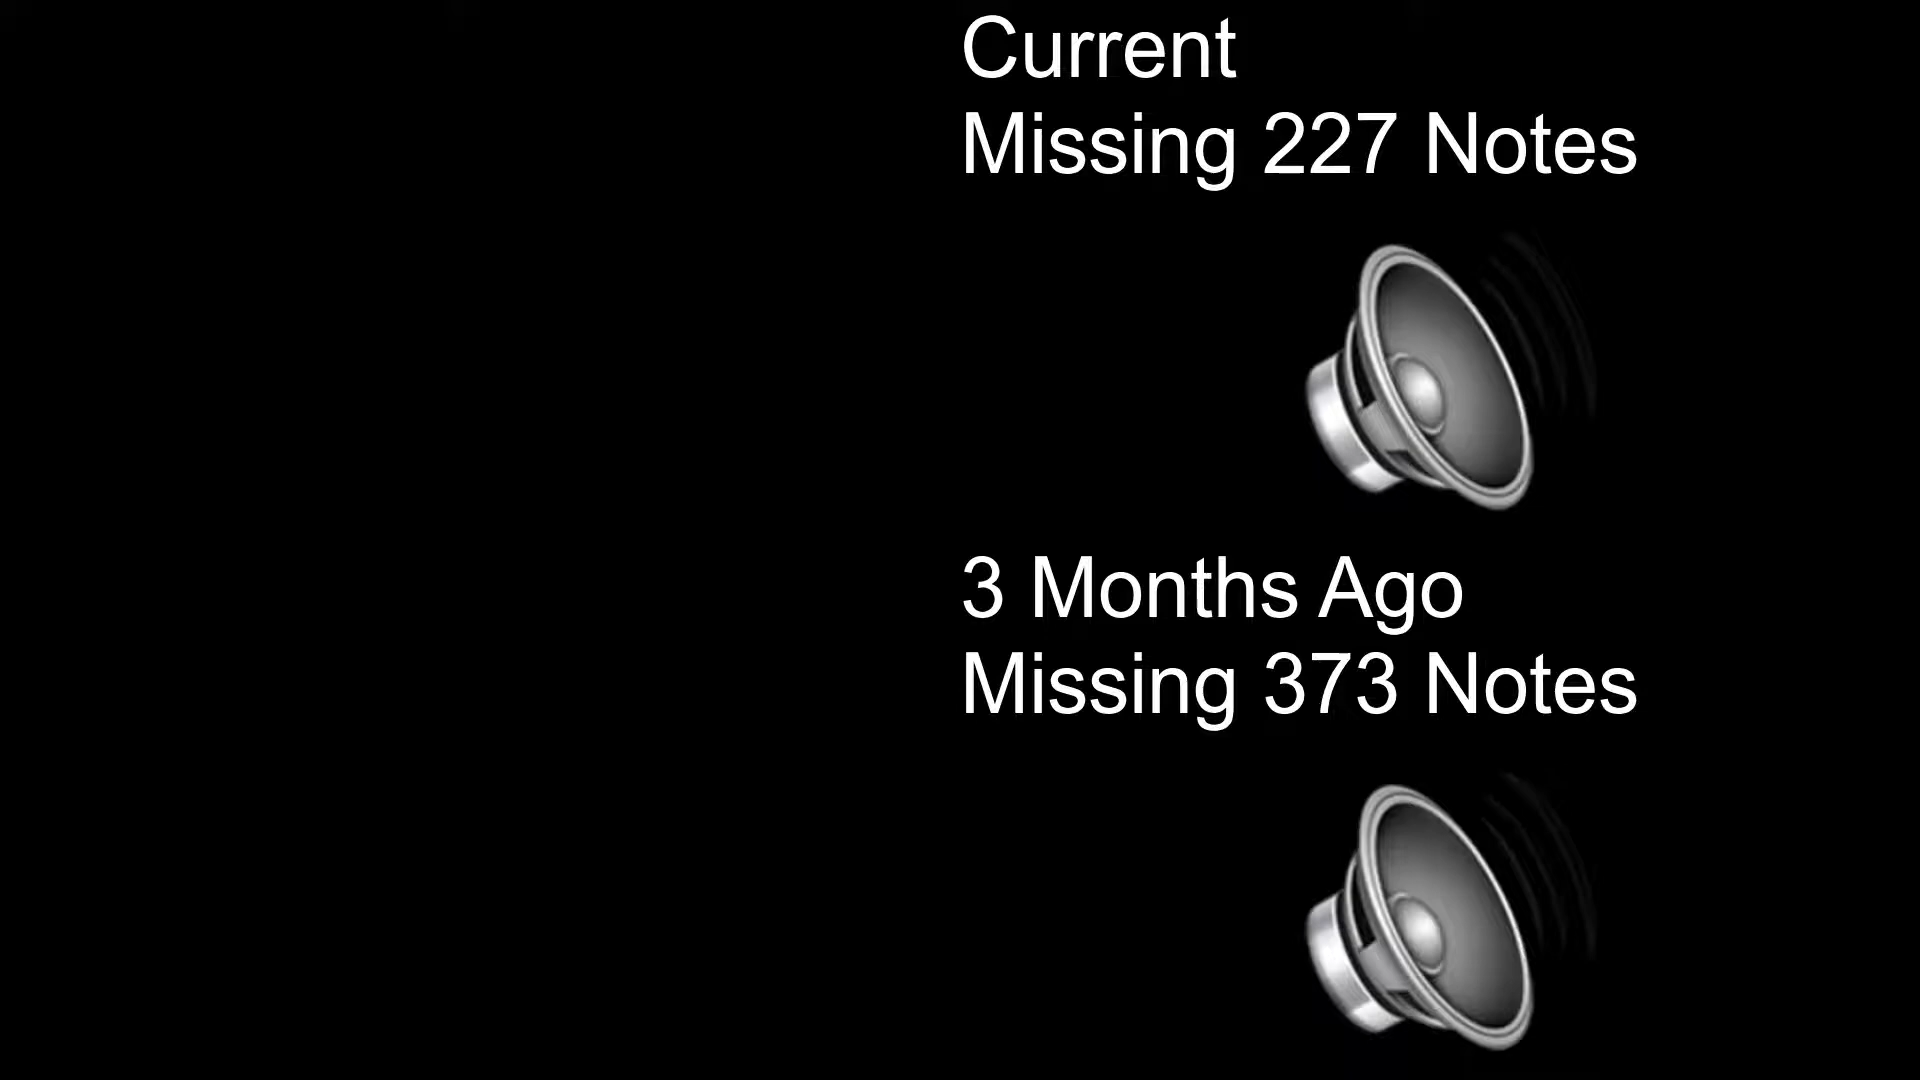 Current
Missing 227 Notes
3 Months Ago
Missing 373 Notes